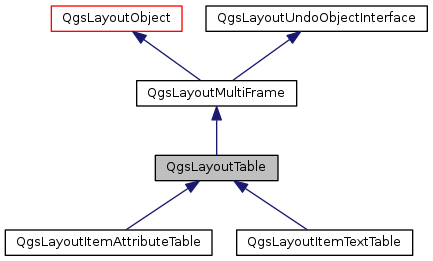 QgsLayoutObject
QgsLayoutUndoObjectInterface
QgsLayoutMultiFrame
QgsLayoutTable
QgsLayoutItemAttributeTable
QgsLayoutItemTextTable